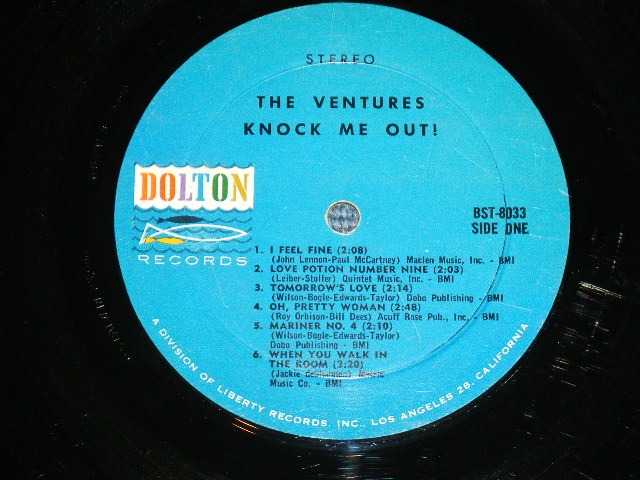 STEREO
THE VENTURES
KNOCK ME OUT!
DOLTON
RECORDS
BST-8033
SIDE ONE
1. I FEEL FINE (2:08)
(John Lennon-Paul McCartney) Maclen Music, Inc. - BMI
2. LOVE POTION NUMBER NINE (2:03)
(Leiber-Stoller) Quintet Music, Inc. - BMI
3. TOMORROW'S LOVE (2:14)
(Wilson-Bogle-Edwards-Taylor) Dobo Publishing - BMI
4. OH, PRETTY WOMAN (2:48)
(Roy Orbison-Bill Dees) Acuff Rose Pub., Inc. - BMI
5. MARINER NO. 4 (2:10)
(Wilson-Bogle-Edwards-Taylor)
Dobo Publishing - BMI
6. WHEN YOU WALK IN
THE ROOM (2:20)
(Jackie DeShannon) Metric
Music Co. - BMI
A DIVISION OF LIBERTY RECORDS, INC., LOS ANGELES 28, CALIFORNIA